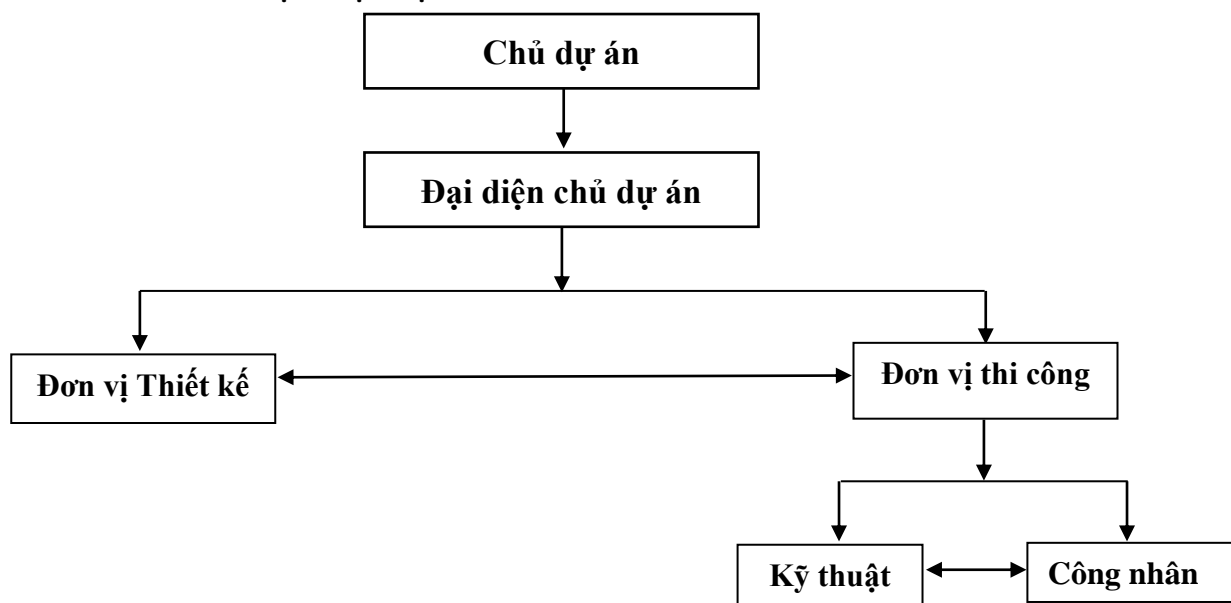 Chủ dự án
Đại diện chủ dự án
Đơn vị Thiết kế
Đơn vị thi công
Kỹ thuật
Công nhân